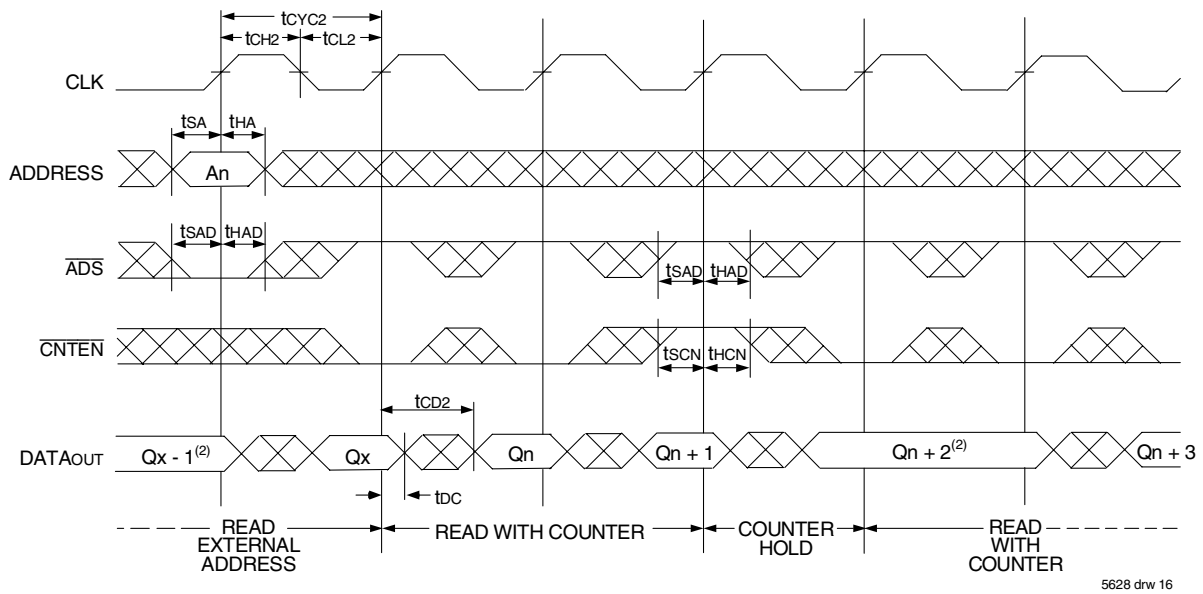 tCYC2
tCH2 tCL2
CLK
tSA tHA
ADDRESS An
tSAD tHAD
ADS
tSAD tHAD
CNTEN
tSCN tHCN
tCD2
DATAOUT Qx - 1(2) Qx Qn Qn + 1 Qn + 2(2) Qn + 3
tDC
READ EXTERNAL ADDRESS
READ WITH COUNTER
COUNTER HOLD
READ WITH COUNTER
5628 drw 16